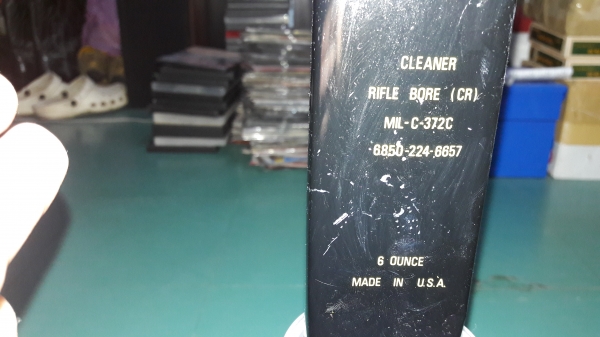 CLEANER
RIFLE BORE (CR)
MIL-C-372C
6850-224-6657
6 OUNCE
MADE IN U.S.A.